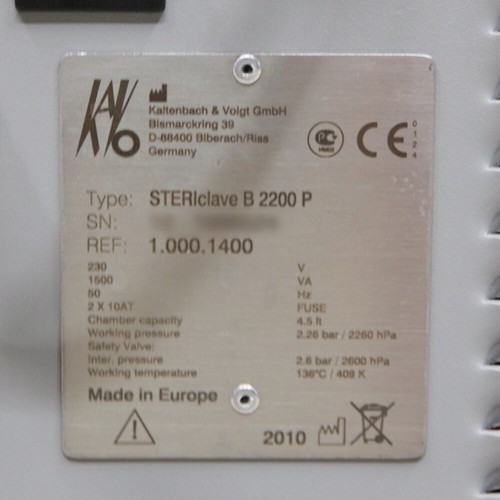 KAVO
Kaltenbach & Voigt GmbH
Bismarckring 39
D-88400 Biberach/Riss
Germany
CE 0124
Type: STERIclave B 2200 P
SN:
REF: 1.000.1400
230 V
1500 VA
50 Hz
2 X 10AT FUSE
Chamber capacity 4.5 lt
Working pressure 2.26 bar / 2260 hPa
Safety Valve:
Inter. pressure 2.6 bar / 2600 hPa
Working temperature 136°C / 409 K
Made in Europe
2010